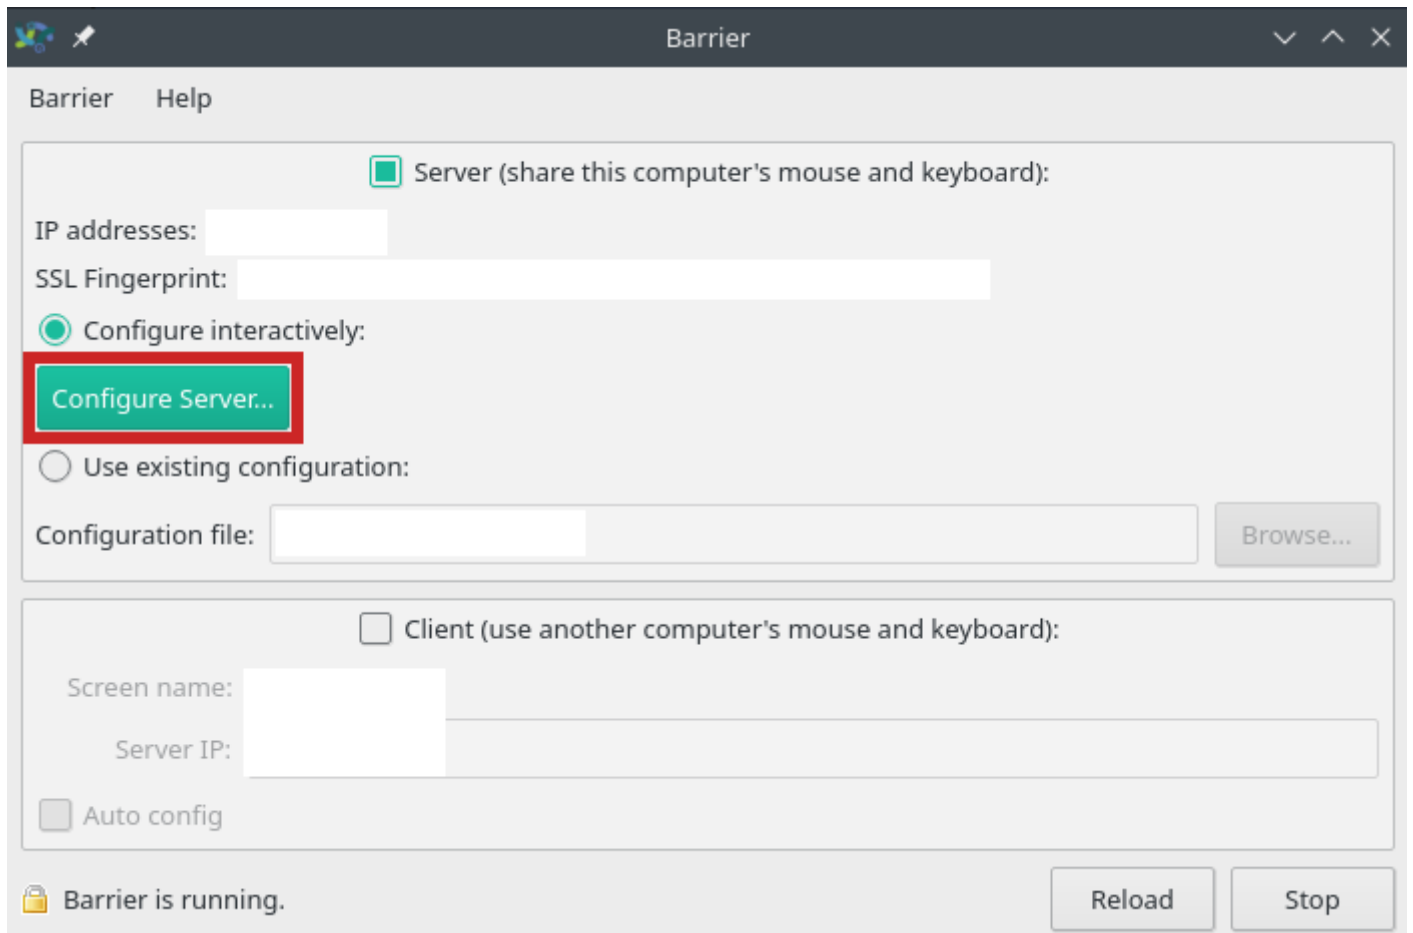 Barrier
Barrier Help
Server (share this computer's mouse and keyboard):
IP addresses:
SSL Fingerprint:
Configure interactively:
Configure Server...
Use existing configuration:
Configuration file:
Browse...
Client (use another computer's mouse and keyboard):
Screen name:
Server IP:
Auto config
Barrier is running.
Reload
Stop